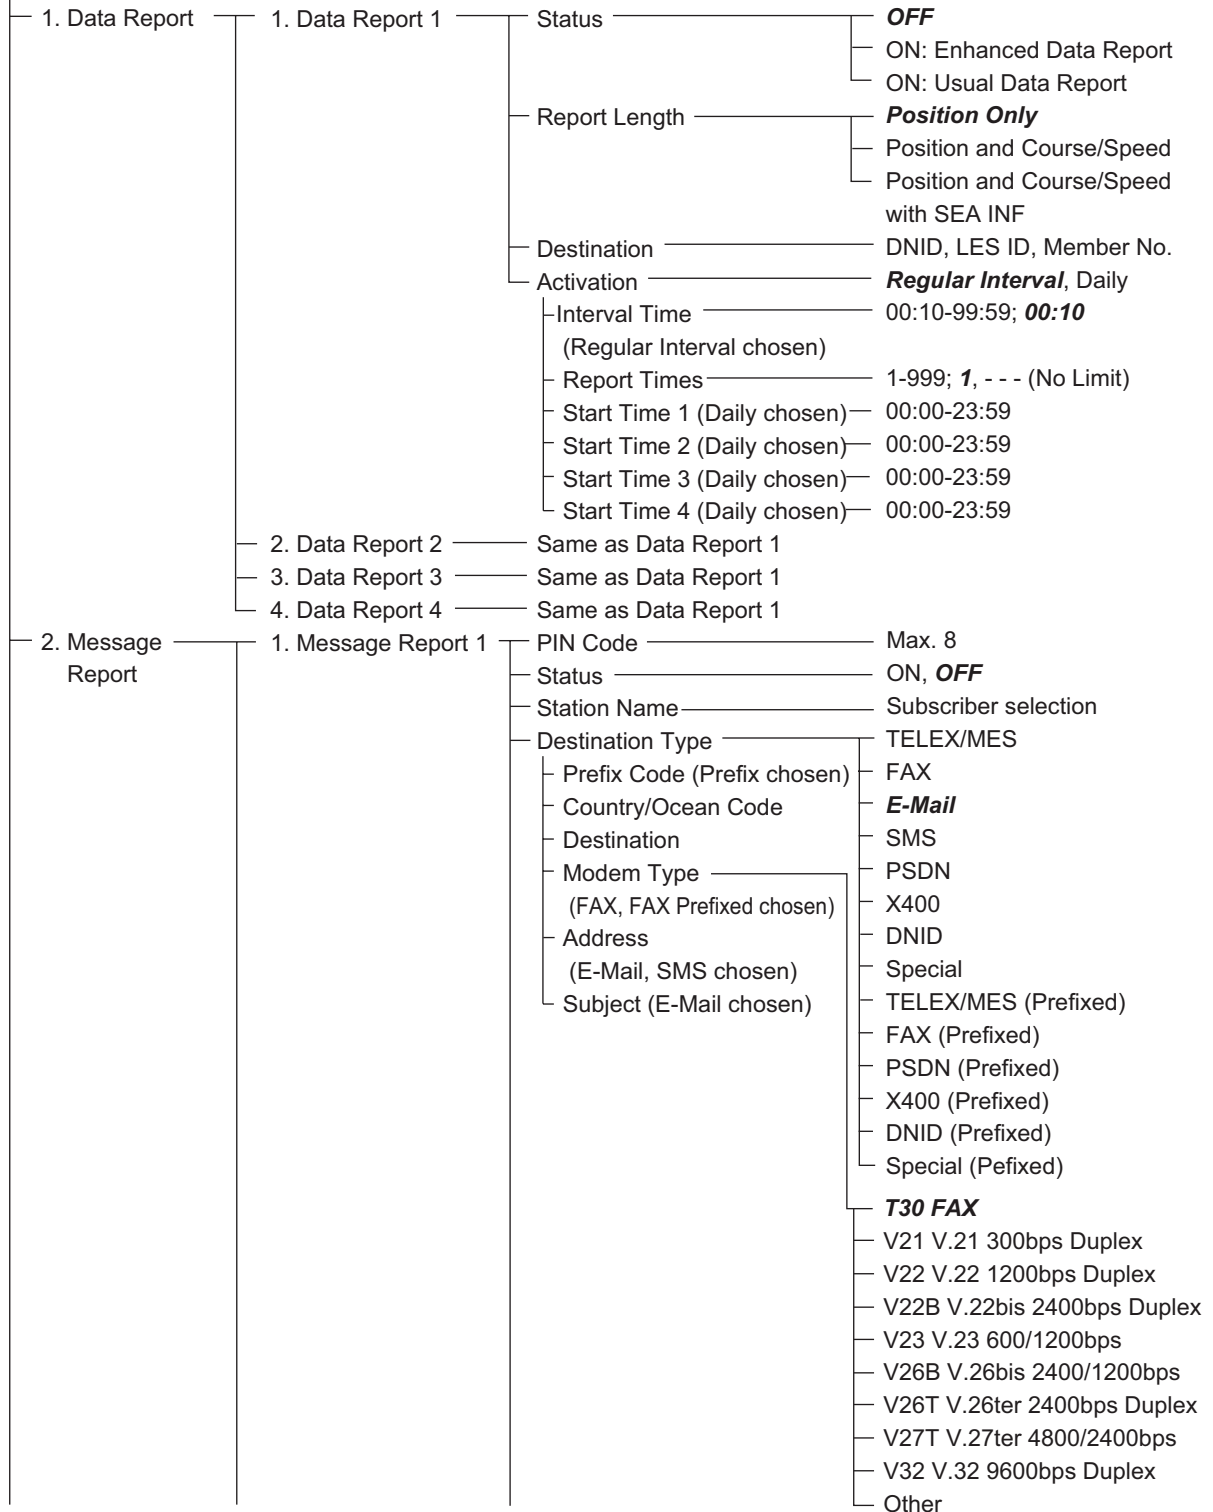 1. Data Report 1. Data Report 1 Status OFF
ON: Enhanced Data Report
ON: Usual Data Report
Report Length Position Only
Position and Course/Speed
Position and Course/Speed
with SEA INF
Destination DNID, LES ID, Member No.
Activation Regular Interval, Daily
Interval Time 00:10-99:59; 00:10
(Regular Interval chosen)
Report Times 1-999; 1, - - - (No Limit)
Start Time 1 (Daily chosen) 00:00-23:59
Start Time 2 (Daily chosen) 00:00-23:59
Start Time 3 (Daily chosen) 00:00-23:59
Start Time 4 (Daily chosen) 00:00-23:59
2. Data Report 2 Same as Data Report 1
3. Data Report 3 Same as Data Report 1
4. Data Report 4 Same as Data Report 1
2. Message 1. Message Report 1 PIN Code Max. 8
Report Status ON, OFF
Station Name Subscriber selection
Destination Type TELEX/MES
Prefix Code (Prefix chosen) FAX
Country/Ocean Code E-Mail
Destination SMS
Modem Type PSDN
(FAX, FAX Prefixed chosen) X400
Address DNID
(E-Mail, SMS chosen) Special
Subject (E-Mail chosen) TELEX/MES (Prefixed)
FAX (Prefixed)
PSDN (Prefixed)
X400 (Prefixed)
DNID (Prefixed)
Special (Pefixed)
T30 FAX
V21 V.21 300bps Duplex
V22 V.22 1200bps Duplex
V22B V.22bis 2400bps Duplex
V23 V.23 600/1200bps
V26B V.26bis 2400/1200bps
V26T V.26ter 2400bps Duplex
V27T V.27ter 4800/2400bps
V32 V.32 9600bps Duplex
Other